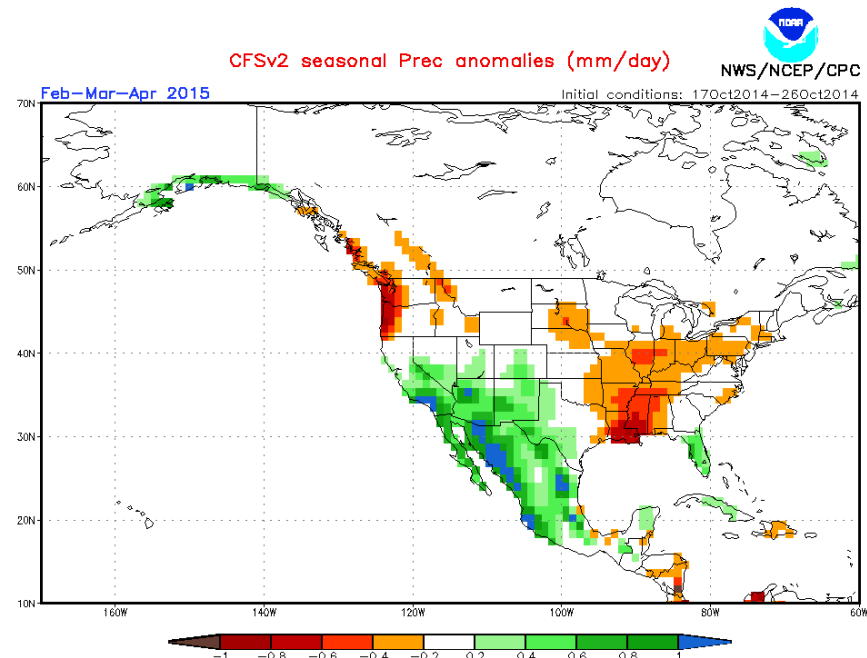 NOAA
CFSv2 seasonal Prec anomalies (mm/day)
NWS/NCEP/CPC
Feb-Mar-Apr 2015
Initial conditions: 17Oct2014-26Oct2014
70N
60N
50N
40N
30N
20N
10N
160W 140W 120W 100W 80W 60W
-1 -0.8 -0.6 -0.4 -0.2 0.2 0.4 0.6 0.8 1